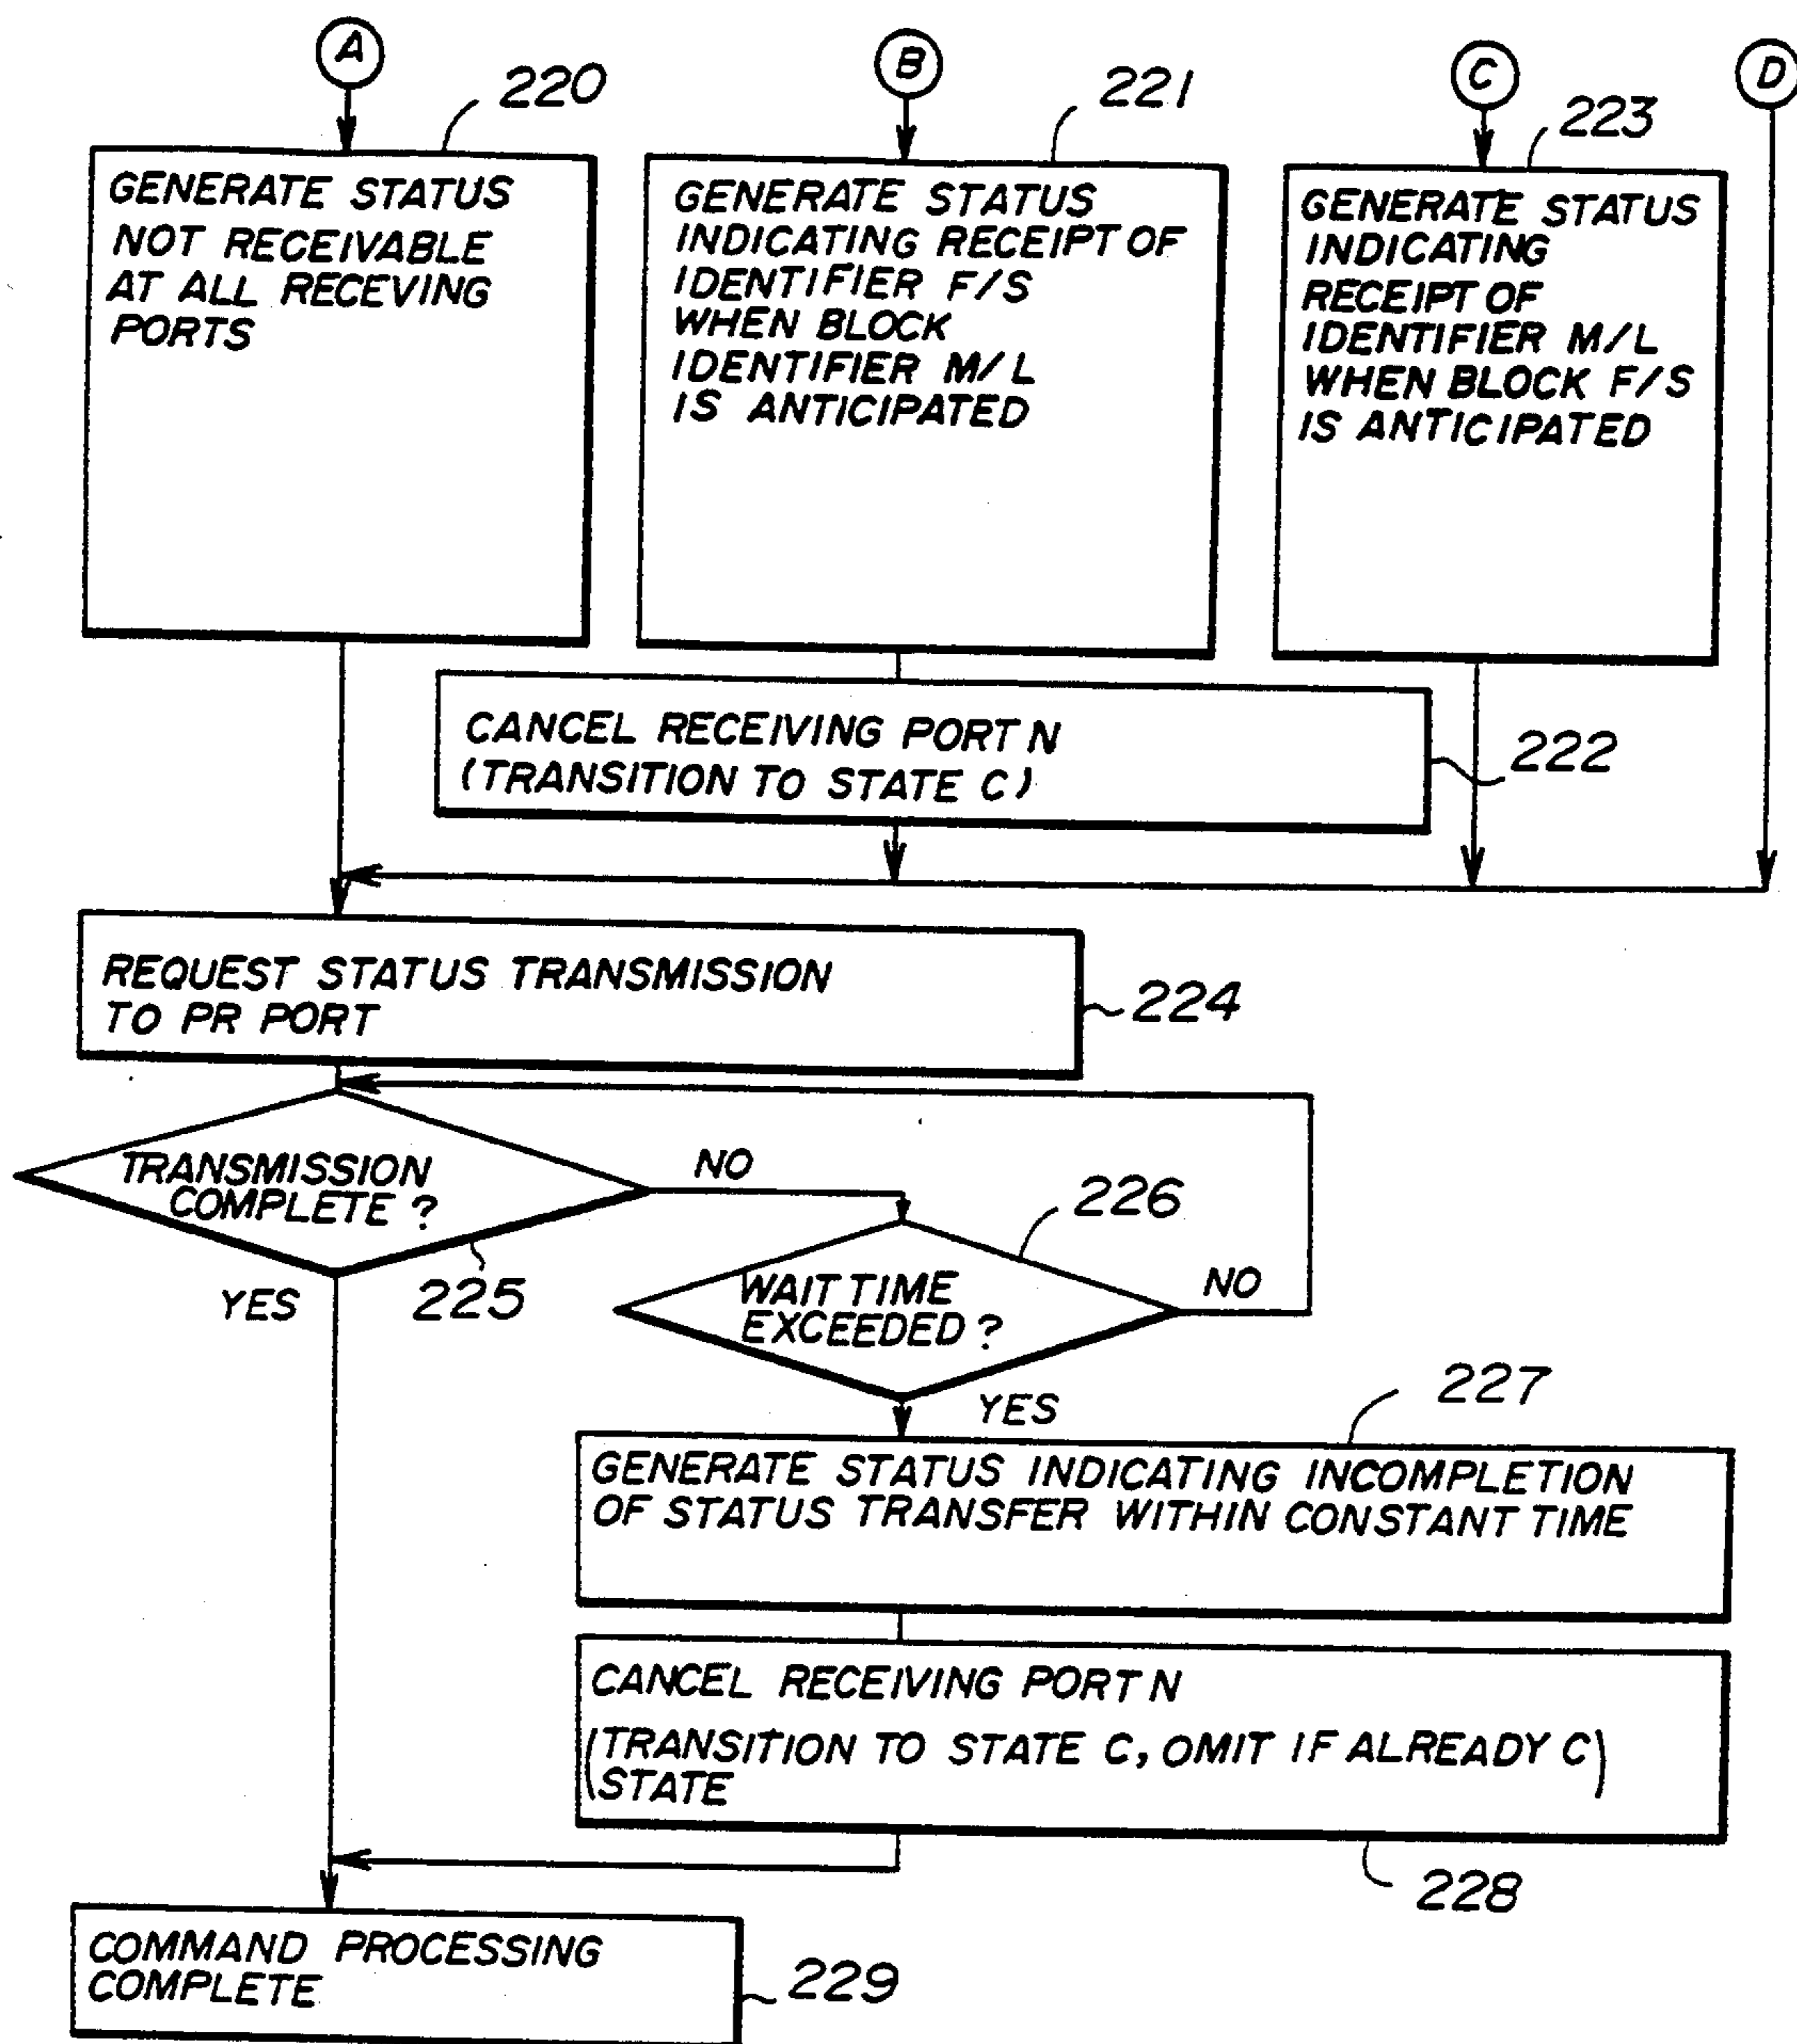 A
B
C
D
220
221
223
GENERATE STATUS
NOT RECEIVABLE
AT ALL RECEVING
PORTS
GENERATE STATUS
INDICATING RECEIPT OF
IDENTIFIER F/S
WHEN BLOCK
IDENTIFIER M/L
IS ANTICIPATED
GENERATE STATUS
INDICATING
RECEIPT OF
IDENTIFIER M/L
WHEN BLOCK F/S
IS ANTICIPATED
CANCEL RECEIVING PORT N
(TRANSITION TO STATE C)
222
REQUEST STATUS TRANSMISSION
TO PR PORT
224
TRANSMISSION
COMPLETE ?
NO
YES
225
226
WAIT TIME
EXCEEDED ?
NO
YES
227
GENERATE STATUS INDICATING INCOMPLETION
OF STATUS TRANSFER WITHIN CONSTANT TIME
CANCEL RECEIVING PORT N
(TRANSITION TO STATE C, OMIT IF ALREADY C)
STATE
228
COMMAND PROCESSING
COMPLETE
229